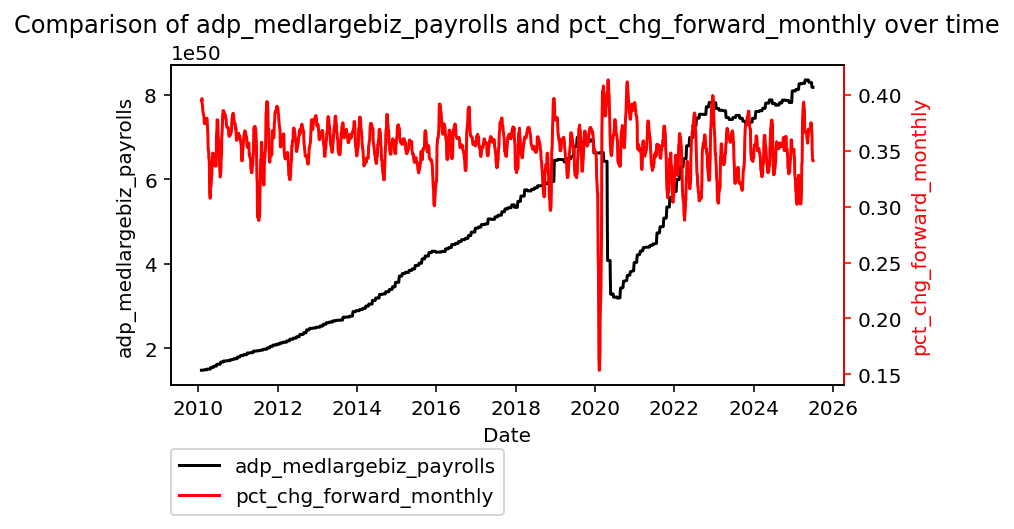 Comparison of adp_medlargebiz_payrolls and pct_chg_forward_monthly over time
1e50
8
6
4
2
adp_medlargebiz_payrolls
0.40
0.35
0.30
0.25
0.20
0.15
pct_chg_forward_monthly
2010 2012 2014 2016 2018 2020 2022 2024 2026
Date
adp_medlargebiz_payrolls
pct_chg_forward_monthly